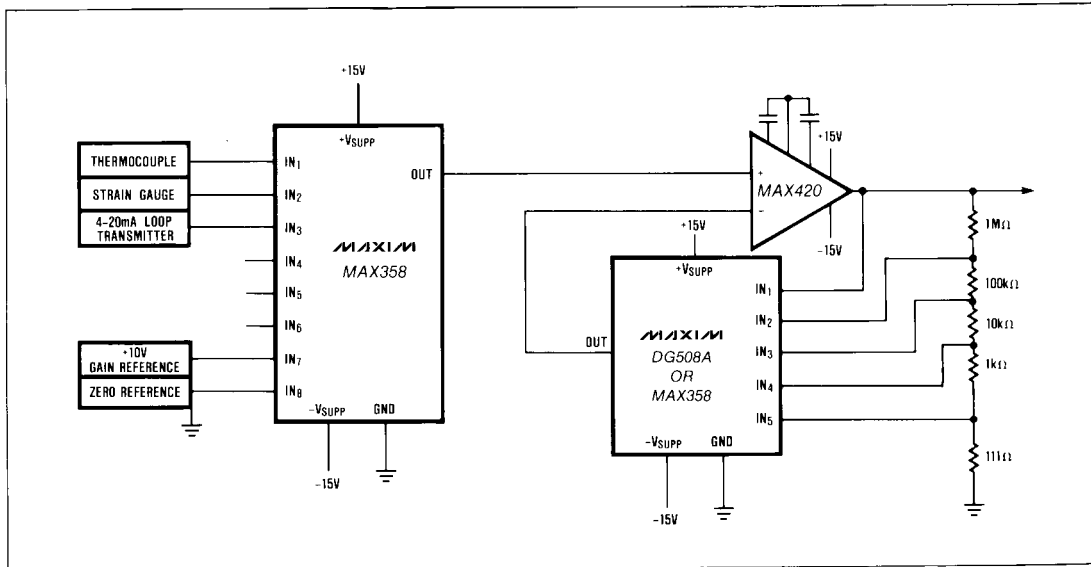 +15V
+VSUPP
THERMOCOUPLE
STRAIN GAUGE
4-20mA LOOP
TRANSMITTER
+10V
GAIN REFERENCE
ZERO REFERENCE
IN1
IN2
IN3
IN4
IN5
IN6
IN7
IN8
OUT
MAXIM
MAX358
-VSUPP
GND
-15V
+
-
MAX420
+15V
-15V
+15V
+VSUPP
OUT
MAXIM
DG508A
OR
MAX358
IN1
IN2
IN3
IN4
IN5
-VSUPP
GND
-15V
1MΩ
100kΩ
10kΩ
1kΩ
111Ω